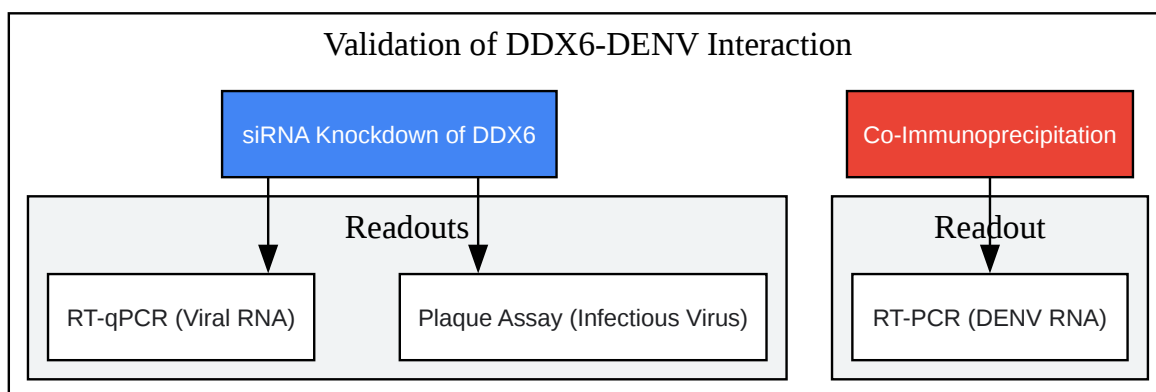 Validation of DDX6-DENV Interaction
siRNA Knockdown of DDX6
Co-Immunoprecipitation
Readouts
Readout
RT-qPCR (Viral RNA)
Plaque Assay (Infectious Virus)
RT-PCR (DENV RNA)